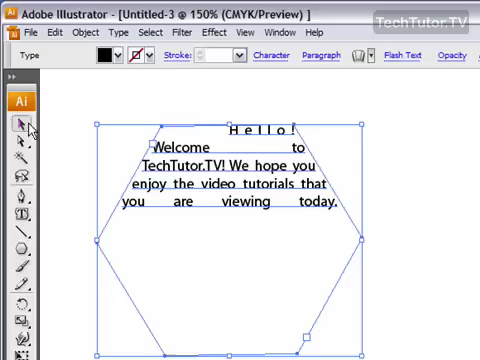 Adobe Illustrator - [Untitled-3 @ 150% (CMYK/Preview) ]
TechTutor.TV
File Edit Object Type Select Filter Effect View Window Help
Type Stroke: Character Paragraph Flash Text Opacity
Ai
Hello!
Welcome to
TechTutor.TV! We hope you
enjoy the video tutorials that
you are viewing today.